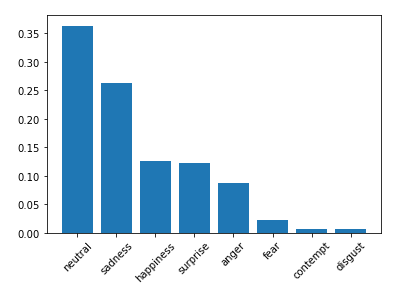 0.35
0.30
0.25
0.20
0.15
0.10
0.05
0.00
neutral
sadness
happiness
surprise
anger
fear
contempt
disgust